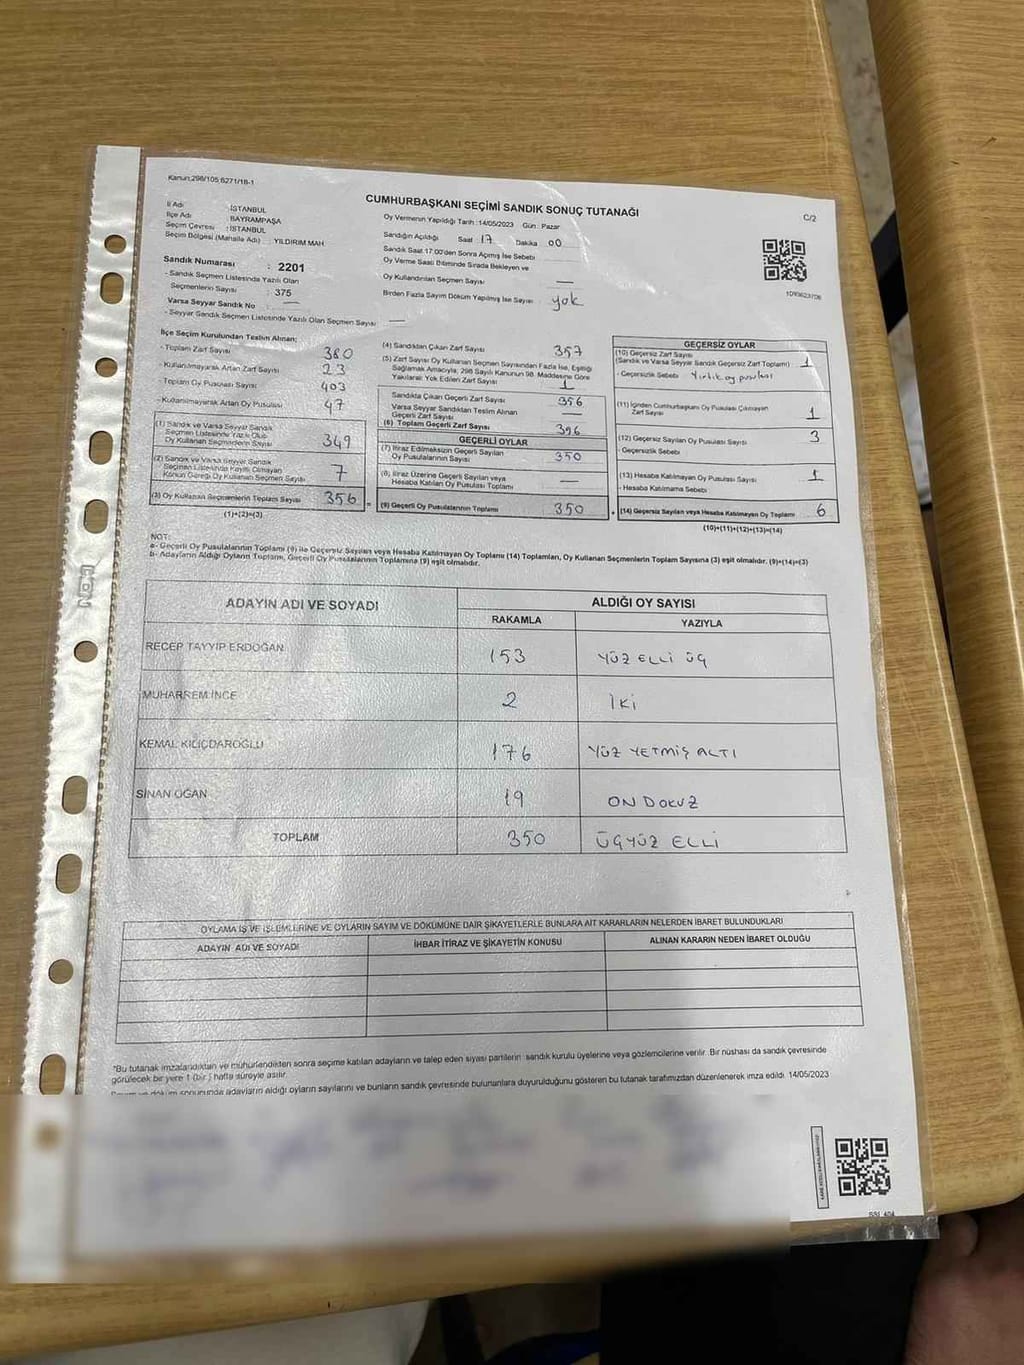 Kanun:298/105;6271/18-1
CUMHURBAŞKANI SEÇİMİ SANDIK SONUÇ TUTANAĞI
C/2
İl Adı : İSTANBUL
İlçe Adı : BAYRAMPAŞA
Seçim Çevresi : İSTANBUL
Seçim Bölgesi (Mahalle Adı) : YILDIRIM MAH
Sandık Numarası : 2201
- Sandık Seçmen Listesinde Yazılı Olan
Seçmenlerin Sayısı : 375
Varsa Seyyar Sandık No : —
- Seyyar Sandık Seçmen Listesinde Yazılı Olan Seçmen Sayısı : —
Oy Vermenin Yapıldığı Tarih :14/05/2023 Gün : Pazar
Sandığın Açıldığı Saat 17 Dakika 00
Sandık Saat 17.00'den Sonra Açılmış İse Sebebi
Oy Verme Saati Bitiminde Sırada Bekleyen ve
Oy Kullandırılan Seçmen Sayısı : —
Birden Fazla Sayım Döküm Yapılmış İse Sayısı : yok
İlçe Seçim Kurulundan Teslim Alınan;
- Toplam Zarf Sayısı 380
- Kullanılmayarak Artan Zarf Sayısı 23
- Toplam Oy Pusulası Sayısı 403
- Kullanılmayarak Artan Oy Pusulası 47
(1) Sandık ve Varsa Seyyar Sandık
Seçmen Listesinde Yazılı Olup
Oy Kullanan Seçmenlerin Sayısı 349
(2) Sandık ve Varsa Seyyar Sandık
Seçmen Listesinde Kayıtlı Olmayan
Kanun Gereği Oy Kullanan Seçmen Sayısı 7
(3) Oy Kullanan Seçmenlerin Toplam Sayısı 356
(1)+(2)=(3)
(4) Sandıktan Çıkan Zarf Sayısı 357
(5) Zarf Sayısı Oy Kullanan Seçmen Sayısından Fazla İse, Eşitliği
Sağlamak Amacıyla, 298 Sayılı Kanunun 98. Maddesine Göre
Yakılarak Yok Edilen Zarf Sayısı 1
Sandıkta Çıkan Geçerli Zarf Sayısı 356
Varsa Seyyar Sandıktan Teslim Alınan
Geçerli Zarf Sayısı —
(6) Toplam Geçerli Zarf Sayısı 396
GEÇERLİ OYLAR
(7) İtiraz Edilmeksizin Geçerli Sayılan
Oy Pusulalarının Sayısı 350
(8) İtiraz Üzerine Geçerli Sayılan veya
Hesaba Katılan Oy Pusulası Toplamı —
(9) Geçerli Oy Pusulalarının Toplamı 350
GEÇERSİZ OYLAR
(10) Geçersiz Zarf Sayısı
(Sandık ve Varsa Seyyar Sandık Geçersiz Zarf Toplamı) 1
- Geçersizlik Sebebi : Yırtık oy pusulası
(11) İçinden Cumhurbaşkanı Oy Pusulası Çıkmayan
Zarf Sayısı 1
(12) Geçersiz Sayılan Oy Pusulası Sayısı 3
- Geçersizlik Sebebi
(13) Hesaba Katılmayan Oy Pusulası Sayısı 1
- Hesaba Katılmama Sebebi
(14) Geçersiz Sayılan veya Hesaba Katılmayan Oy Toplamı 6
(10)+(11)+(12)+(13)=(14)
NOT:
a- Geçerli Oy Pusulalarının Toplamı (9) ile Geçersiz Sayılan veya Hesaba Katılmayan Oy Toplamı (14) Toplamları, Oy Kullanan Seçmenlerin Toplam Sayısına (3) eşit olmalıdır. (9)+(14)=(3)
b- Adayların Aldığı Oyların Toplamı, Geçerli Oy Pusulalarının Toplamına (9) eşit olmalıdır.
ADAYIN ADI VE SOYADI ALDIĞI OY SAYISI
RAKAMLA YAZIYLA
RECEP TAYYİP ERDOĞAN 153 YÜZ ELLİ ÜÇ
MUHARREM İNCE 2 İKİ
KEMAL KILIÇDAROĞLU 176 YÜZ YETMİŞ ALTI
SİNAN OĞAN 19 ON DOKUZ
TOPLAM 350 ÜÇYÜZ ELLİ
OYLAMA İŞ VE İŞLEMLERİNE VE OYLARIN SAYIM VE DÖKÜMÜNE DAİR ŞİKAYETLERLE BUNLARA AİT KARARLARIN NELERDEN İBARET BULUNDUKLARI
ADAYIN ADI VE SOYADI İHBAR İTİRAZ VE ŞİKAYETİN KONUSU ALINAN KARARIN NEDEN İBARET OLDUĞU
*Bu tutanak imzalandıktan ve mühürlendikten sonra seçime katılan adayların ve talep eden siyasi partilerin sandık kurulu üyelerine veya gözlemcilerine verilir. Bir nüshası da sandık çevresinde
görülecek bir yere 1 (bir) hafta süreyle asılır.
Sayım ve döküm sonucunda adayların aldığı oyların sayılarını ve bunların sandık çevresinde bulunanlara duyurulduğunu gösteren bu tutanak tarafımızdan düzenlenerek imza edildi. 14/05/2023